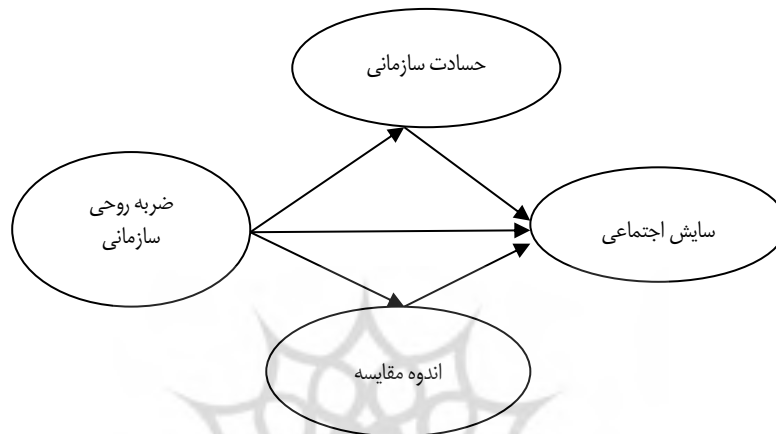 حسادت سازمانی
ضربه روحی
سازمانی
سایش اجتماعی
اندوه مقایسه